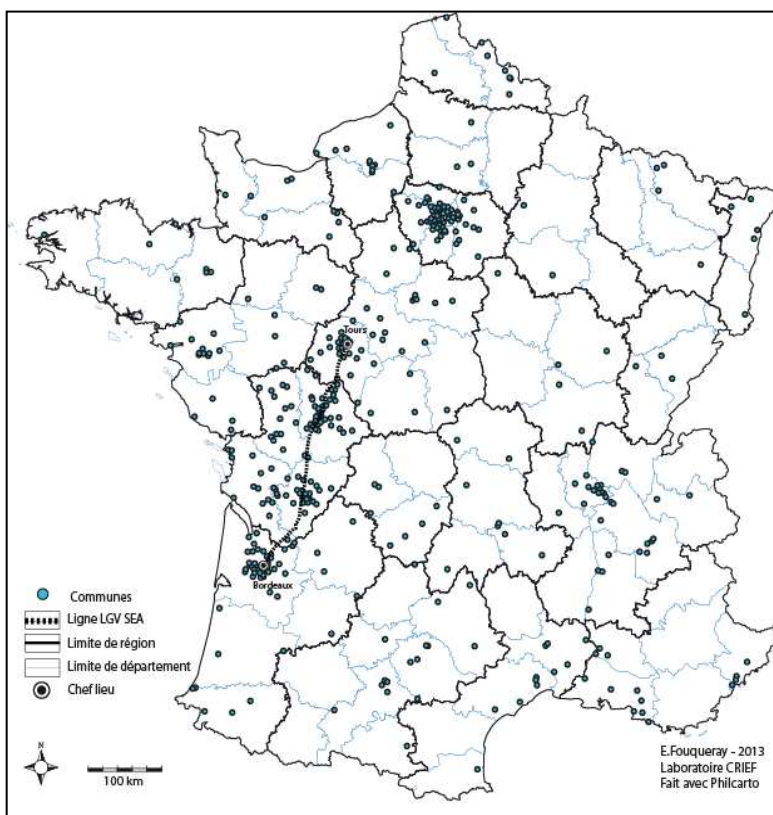 Tours
Bordeaux
Communes
Ligne LGV SEA
Limite de région
Limite de département
Chef lieu
N
100 km
E.Fouqueray - 2013
Laboratoire CRIEF
Fait avec Philcarto